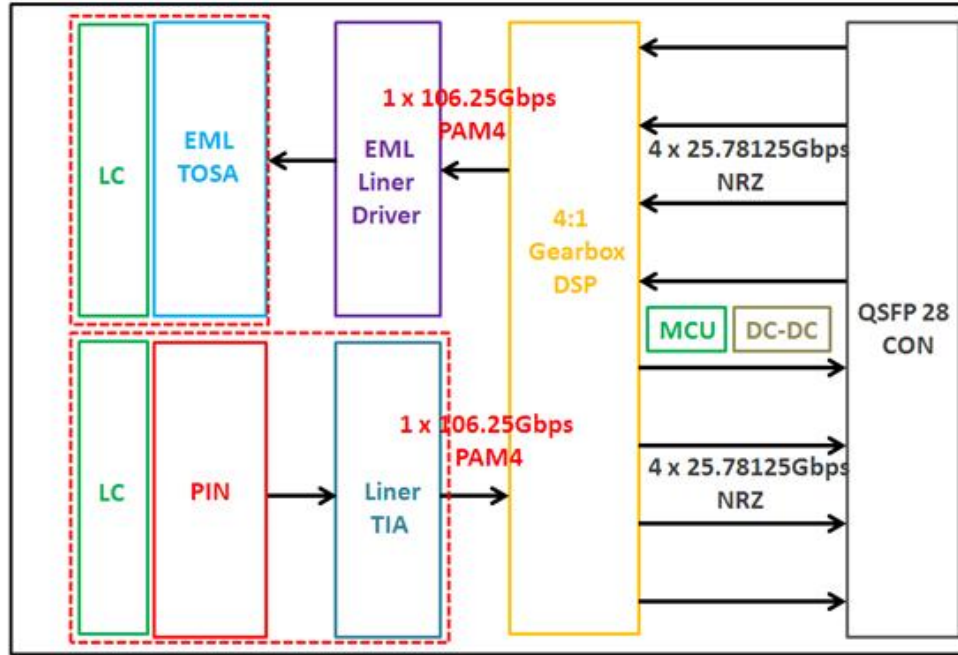 LC
EML
TOSA
EML
Liner
Driver
1 x 106.25Gbps
PAM4
4:1
Gearbox
DSP
4 x 25.78125Gbps
NRZ
MCU
DC-DC
QSFP 28
CON
LC
PIN
Liner
TIA
1 x 106.25Gbps
PAM4
4 x 25.78125Gbps
NRZ